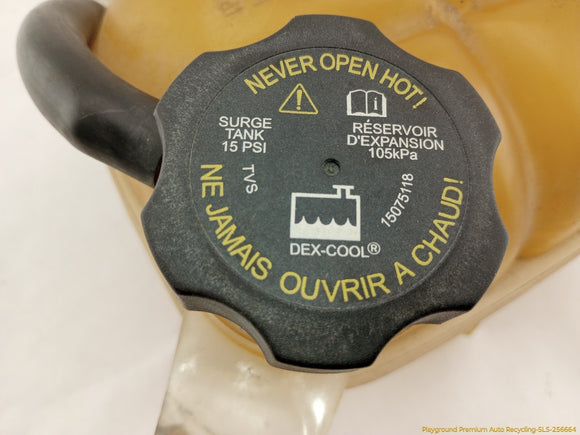 NEVER OPEN HOT!
SURGE
TANK
15 PSI
RÉSERVOIR
D'EXPANSION
105kPa
TVS
15075118
DEX-COOL®
NE JAMAIS OUVRIR A CHAUD!
Playground Premium Auto Recycling-SLS-256664